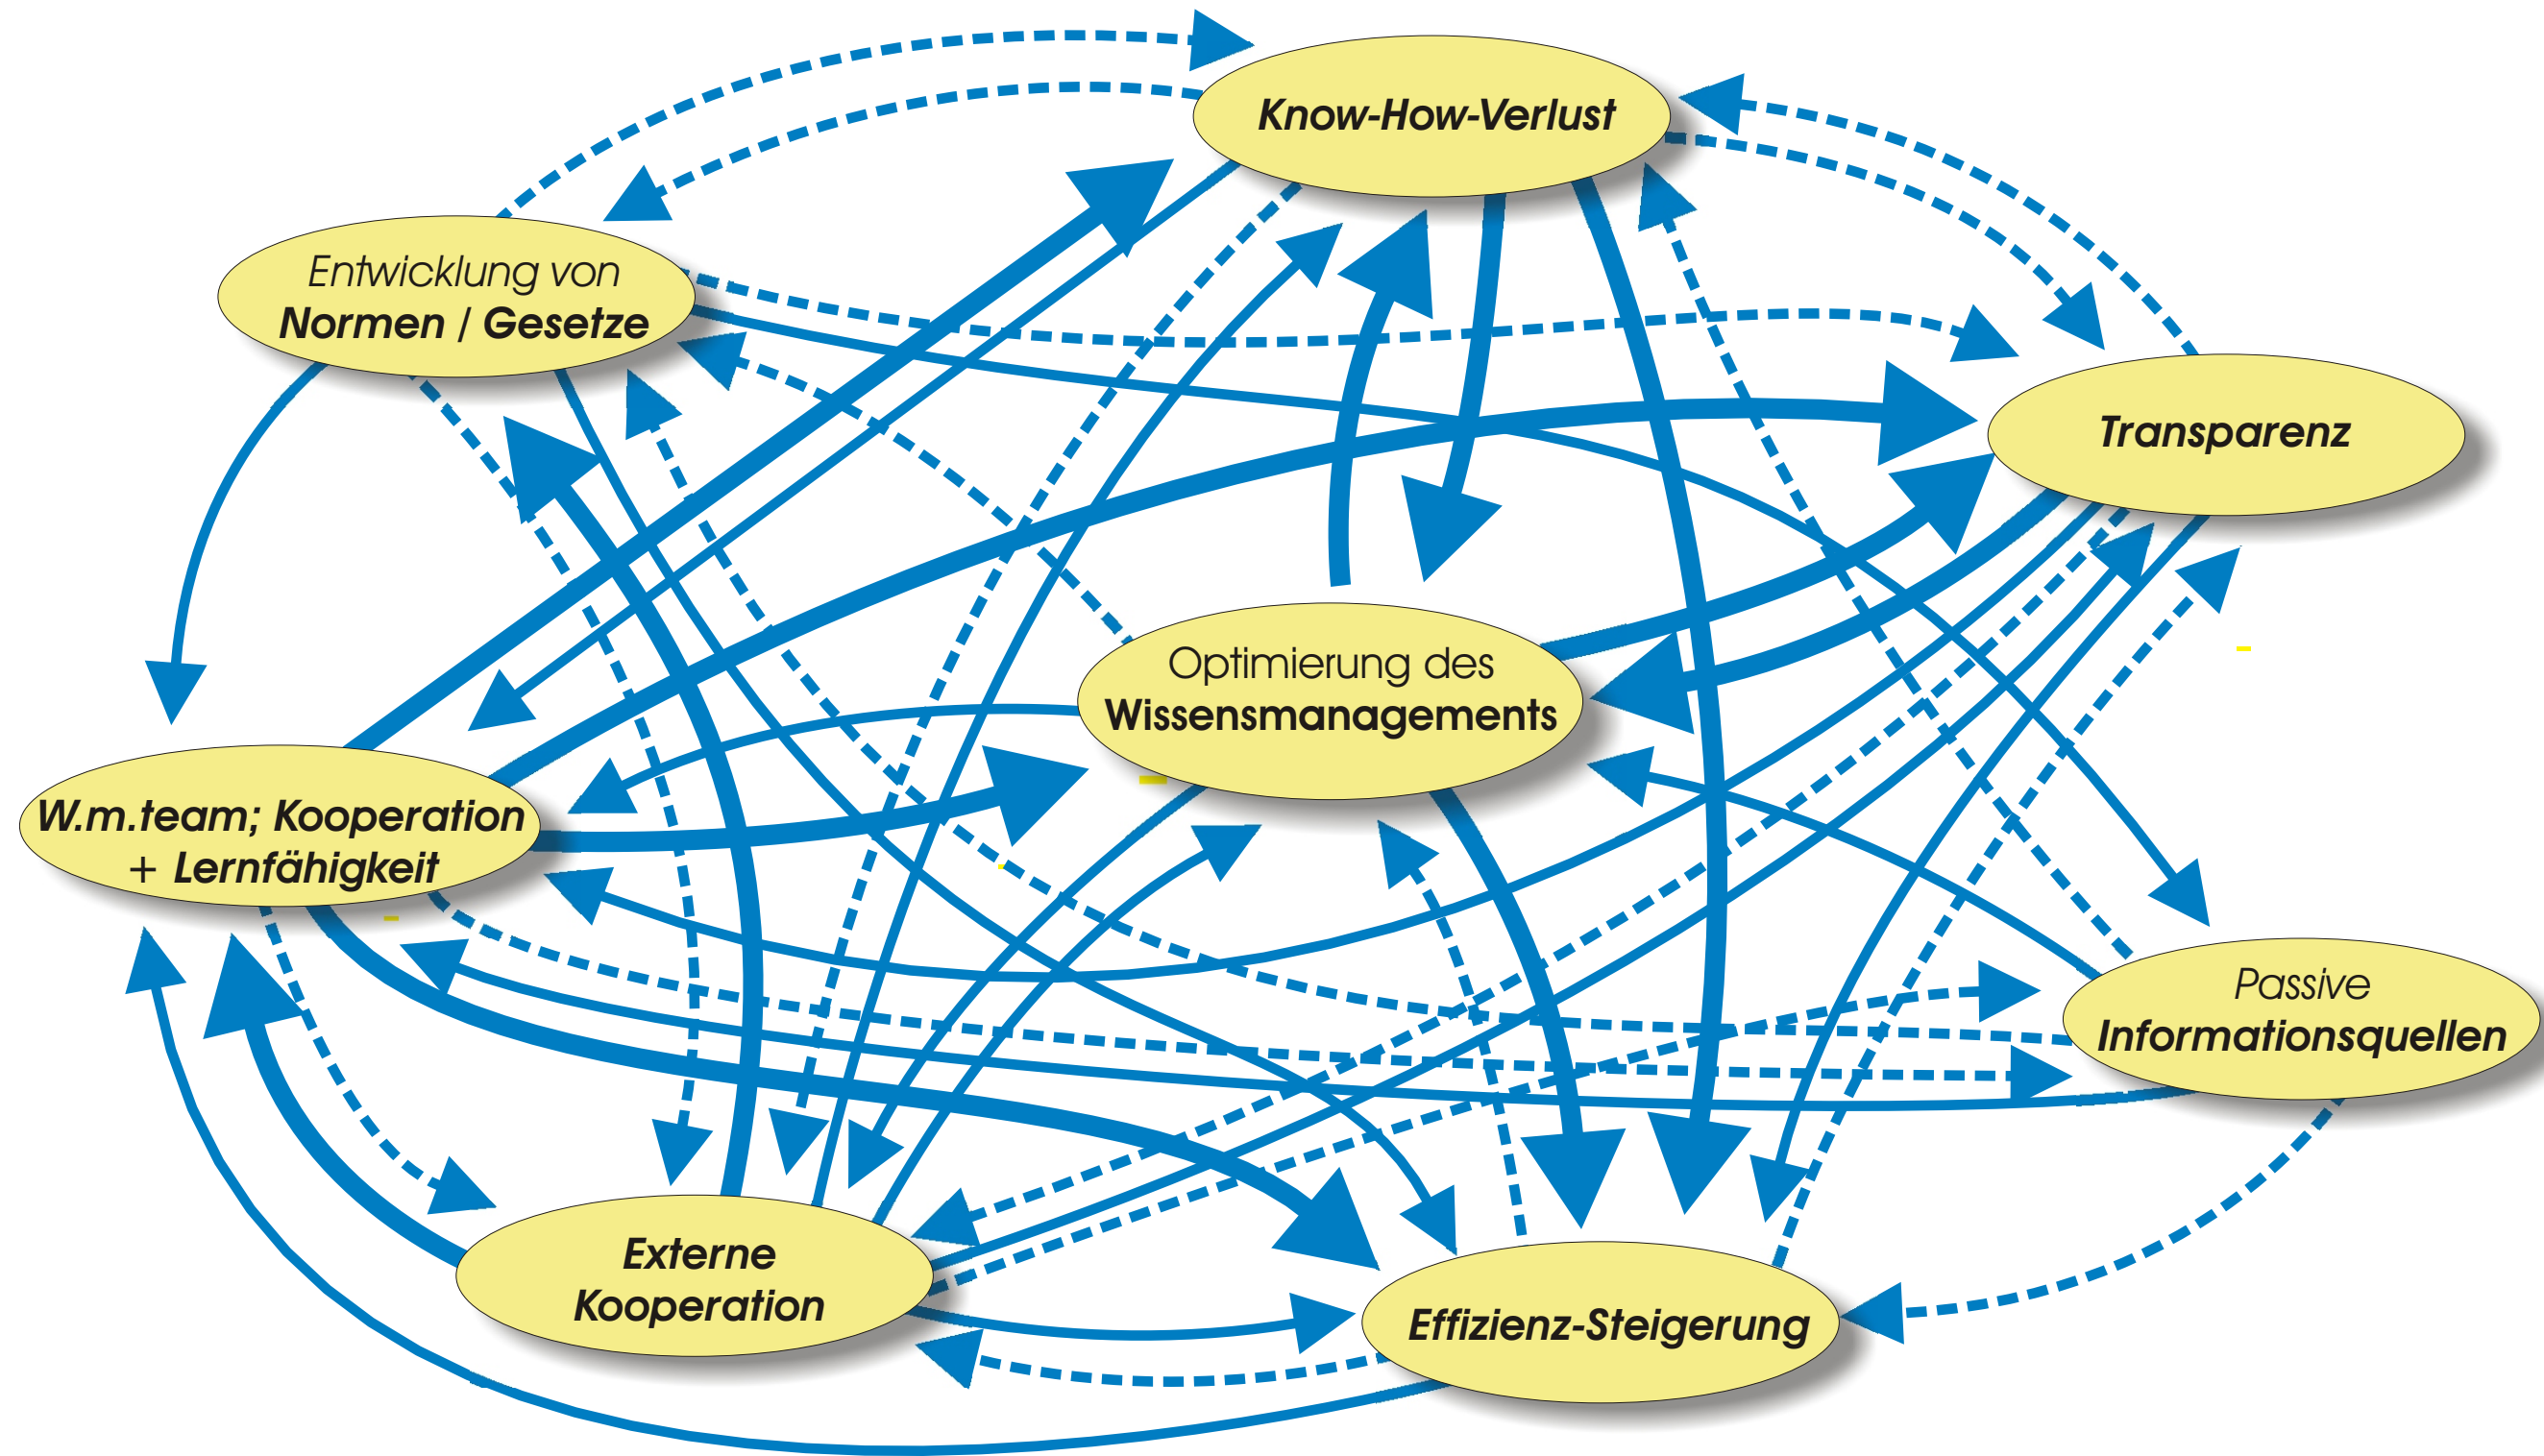 Know-How-Verlust
Entwicklung von
Normen / Gesetze
Transparenz
Optimierung des
Wissensmanagements
W.m.team; Kooperation
+ Lernfähigkeit
Passive
Informationsquellen
Externe
Kooperation
Effizienz-Steigerung